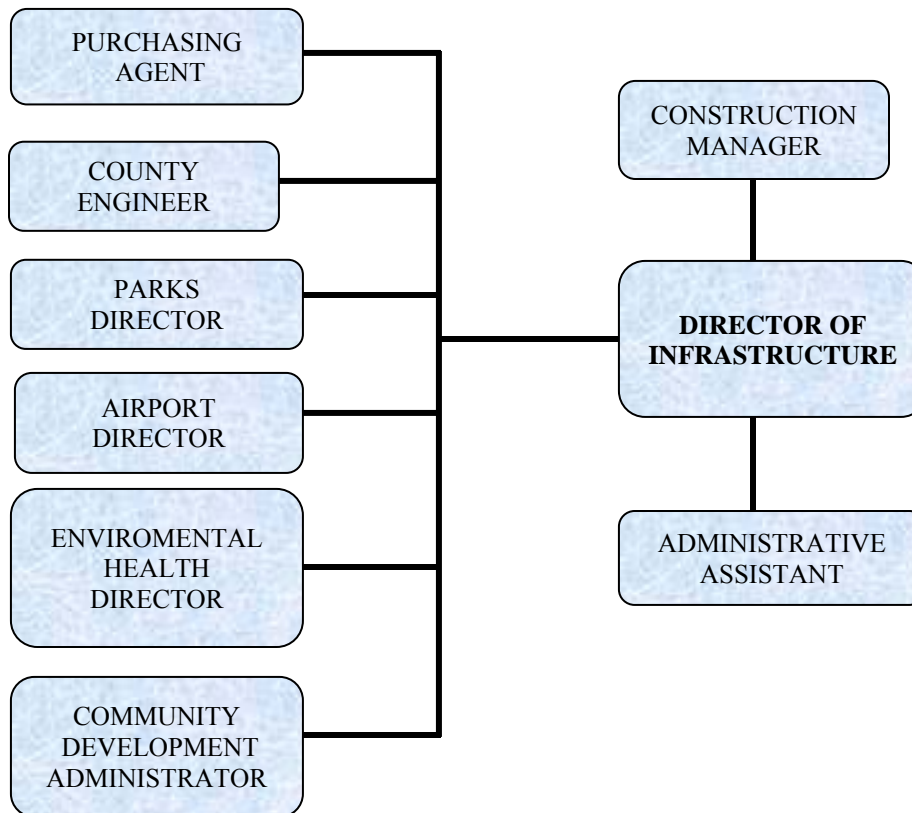 PURCHASING
AGENT
COUNTY
ENGINEER
PARKS
DIRECTOR
AIRPORT
DIRECTOR
ENVIROMENTAL
HEALTH
DIRECTOR
COMMUNITY
DEVELOPMENT
ADMINISTRATOR
CONSTRUCTION
MANAGER
DIRECTOR OF
INFRASTRUCTURE
ADMINISTRATIVE
ASSISTANT